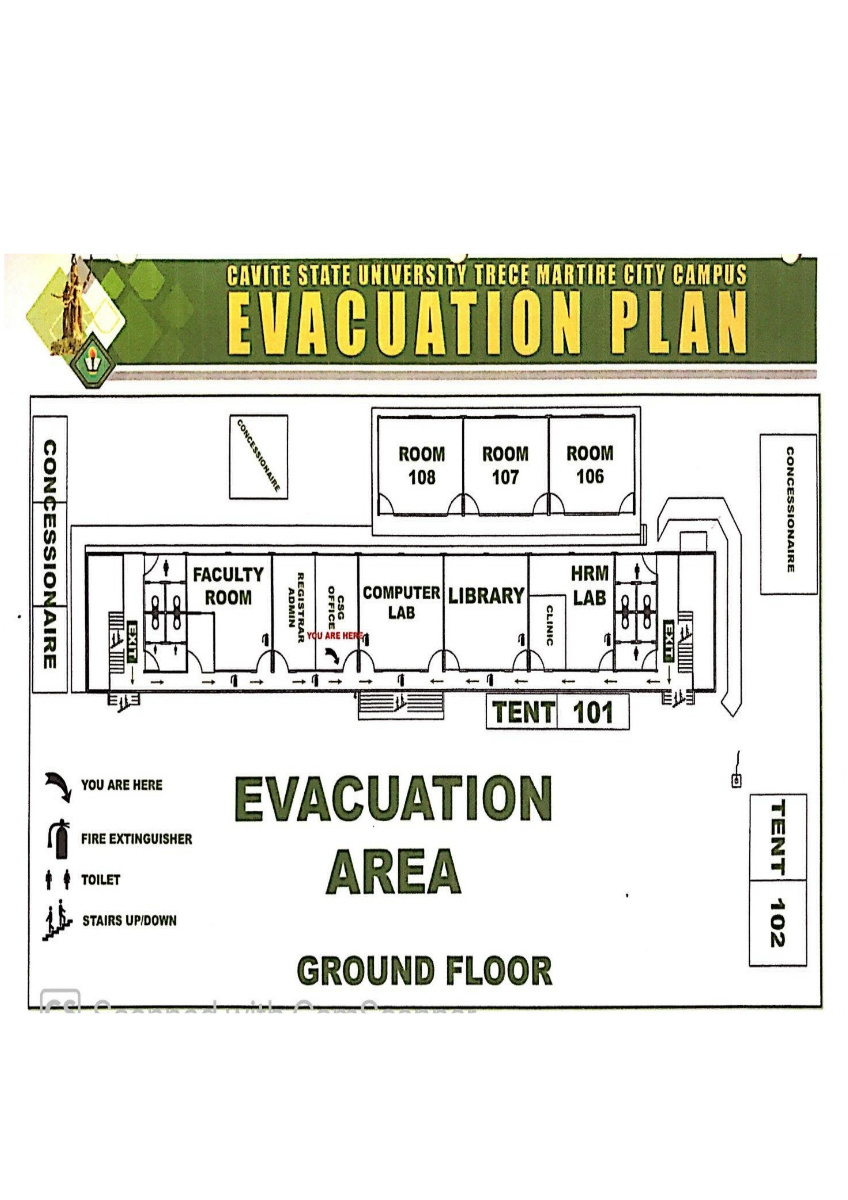 CAVITE STATE UNIVERSITY TRECE MARTIRE CITY CAMPUS
EVACUATION PLAN
CONCESSIONAIRE
CONCESSIONAIRE
ROOM
108
ROOM
107
ROOM
106
CONCESSIONAIRE
EXIT
FACULTY
ROOM
REGISTRAR
ADMIN
CSG
OFFICE
YOU ARE HERE
COMPUTER
LAB
LIBRARY
CLINIC
HRM
LAB
EXIT
TENT 101
EVACUATION
AREA
YOU ARE HERE
FIRE EXTINGUISHER
TOILET
STAIRS UP/DOWN
TENT 102
GROUND FLOOR
CS Scanned with CamScanner